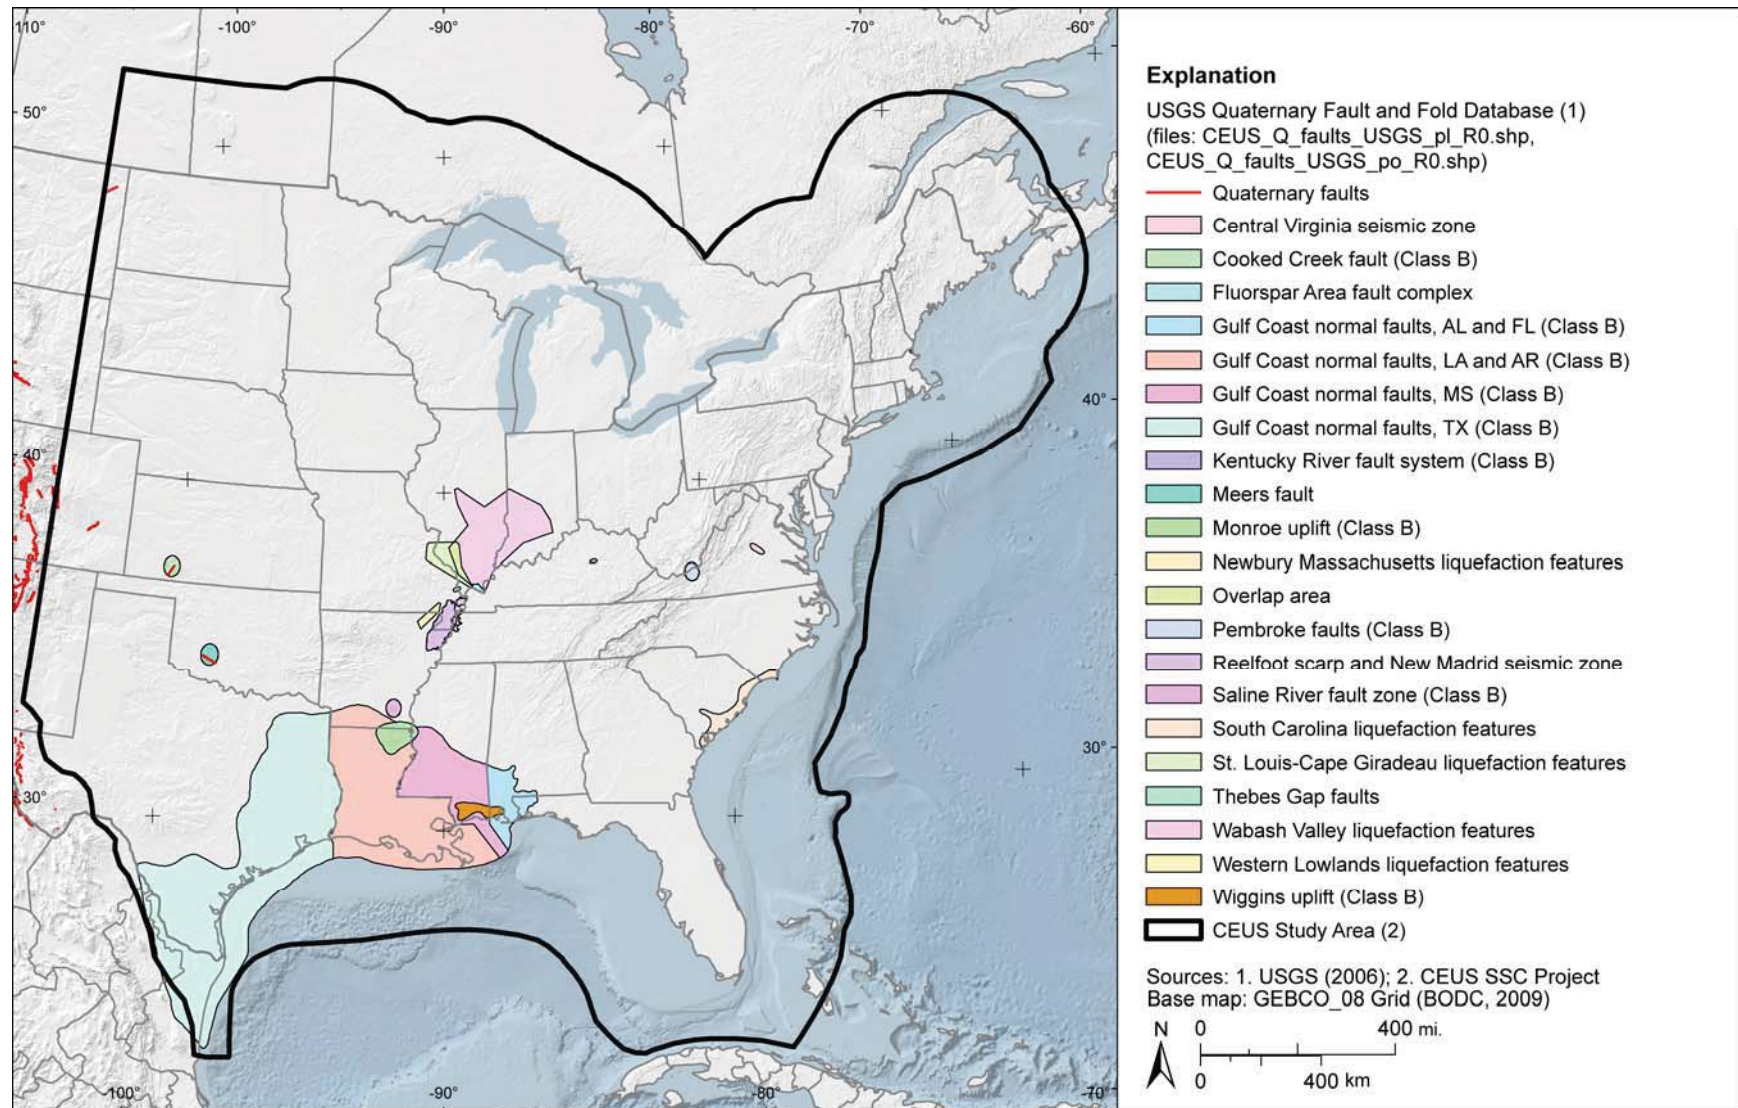 110°
-100°
-90°
-80°
-70°
-60°
50°
40°
40°
30°
30°
-100°
-90°
-80°
-70°
Explanation
USGS Quaternary Fault and Fold Database (1)
(files: CEUS_Q_faults_USGS_pl_R0.shp,
CEUS_Q_faults_USGS_po_R0.shp)
Quaternary faults
Central Virginia seismic zone
Cooked Creek fault (Class B)
Fluorspar Area fault complex
Gulf Coast normal faults, AL and FL (Class B)
Gulf Coast normal faults, LA and AR (Class B)
Gulf Coast normal faults, MS (Class B)
Gulf Coast normal faults, TX (Class B)
Kentucky River fault system (Class B)
Meers fault
Monroe uplift (Class B)
Newbury Massachusetts liquefaction features
Overlap area
Pembroke faults (Class B)
Reelfoot scarp and New Madrid seismic zone
Saline River fault zone (Class B)
South Carolina liquefaction features
St. Louis-Cape Giradeau liquefaction features
Thebes Gap faults
Wabash Valley liquefaction features
Western Lowlands liquefaction features
Wiggins uplift (Class B)
CEUS Study Area (2)
Sources: 1. USGS (2006); 2. CEUS SSC Project
Base map: GEBCO_08 Grid (BODC, 2009)
N 0 400 mi.
0 400 km